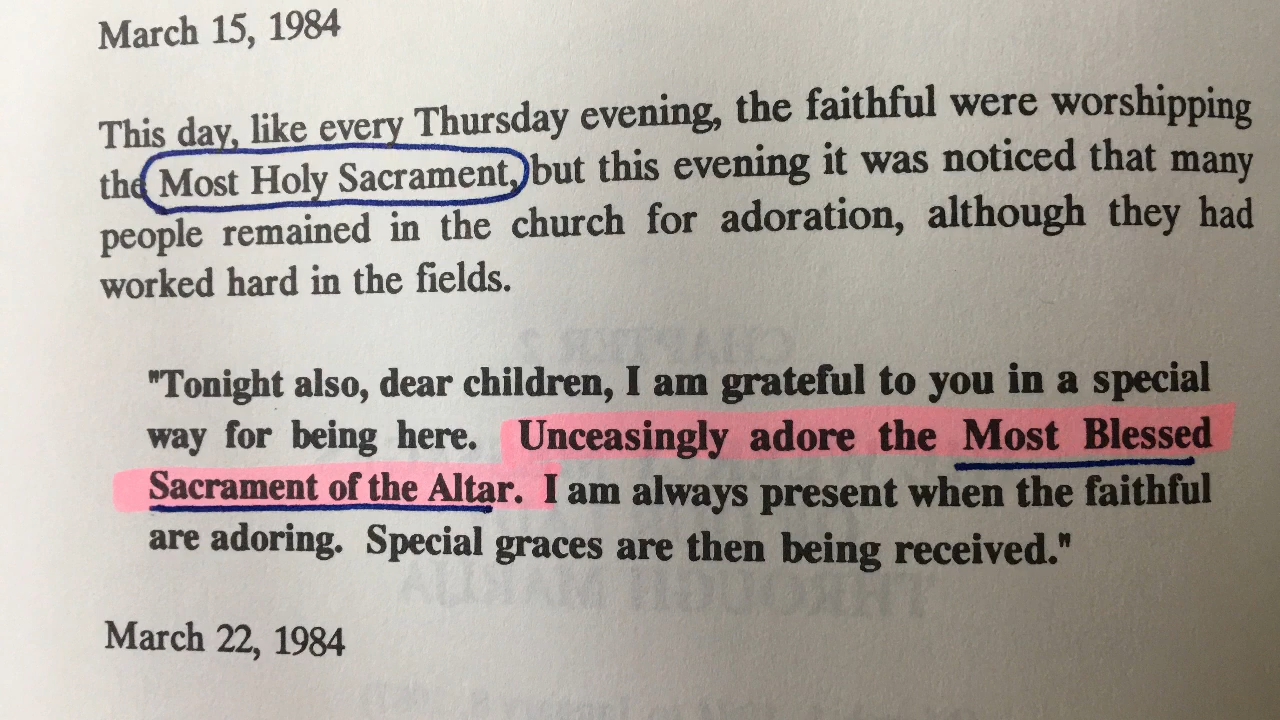 March 15, 1984
This day, like every Thursday evening, the faithful were worshipping
the Most Holy Sacrament, but this evening it was noticed that many
people remained in the church for adoration, although they had
worked hard in the fields.
"Tonight also, dear children, I am grateful to you in a special
way for being here. Unceasingly adore the Most Blessed
Sacrament of the Altar. I am always present when the faithful
are adoring. Special graces are then being received."
March 22, 1984